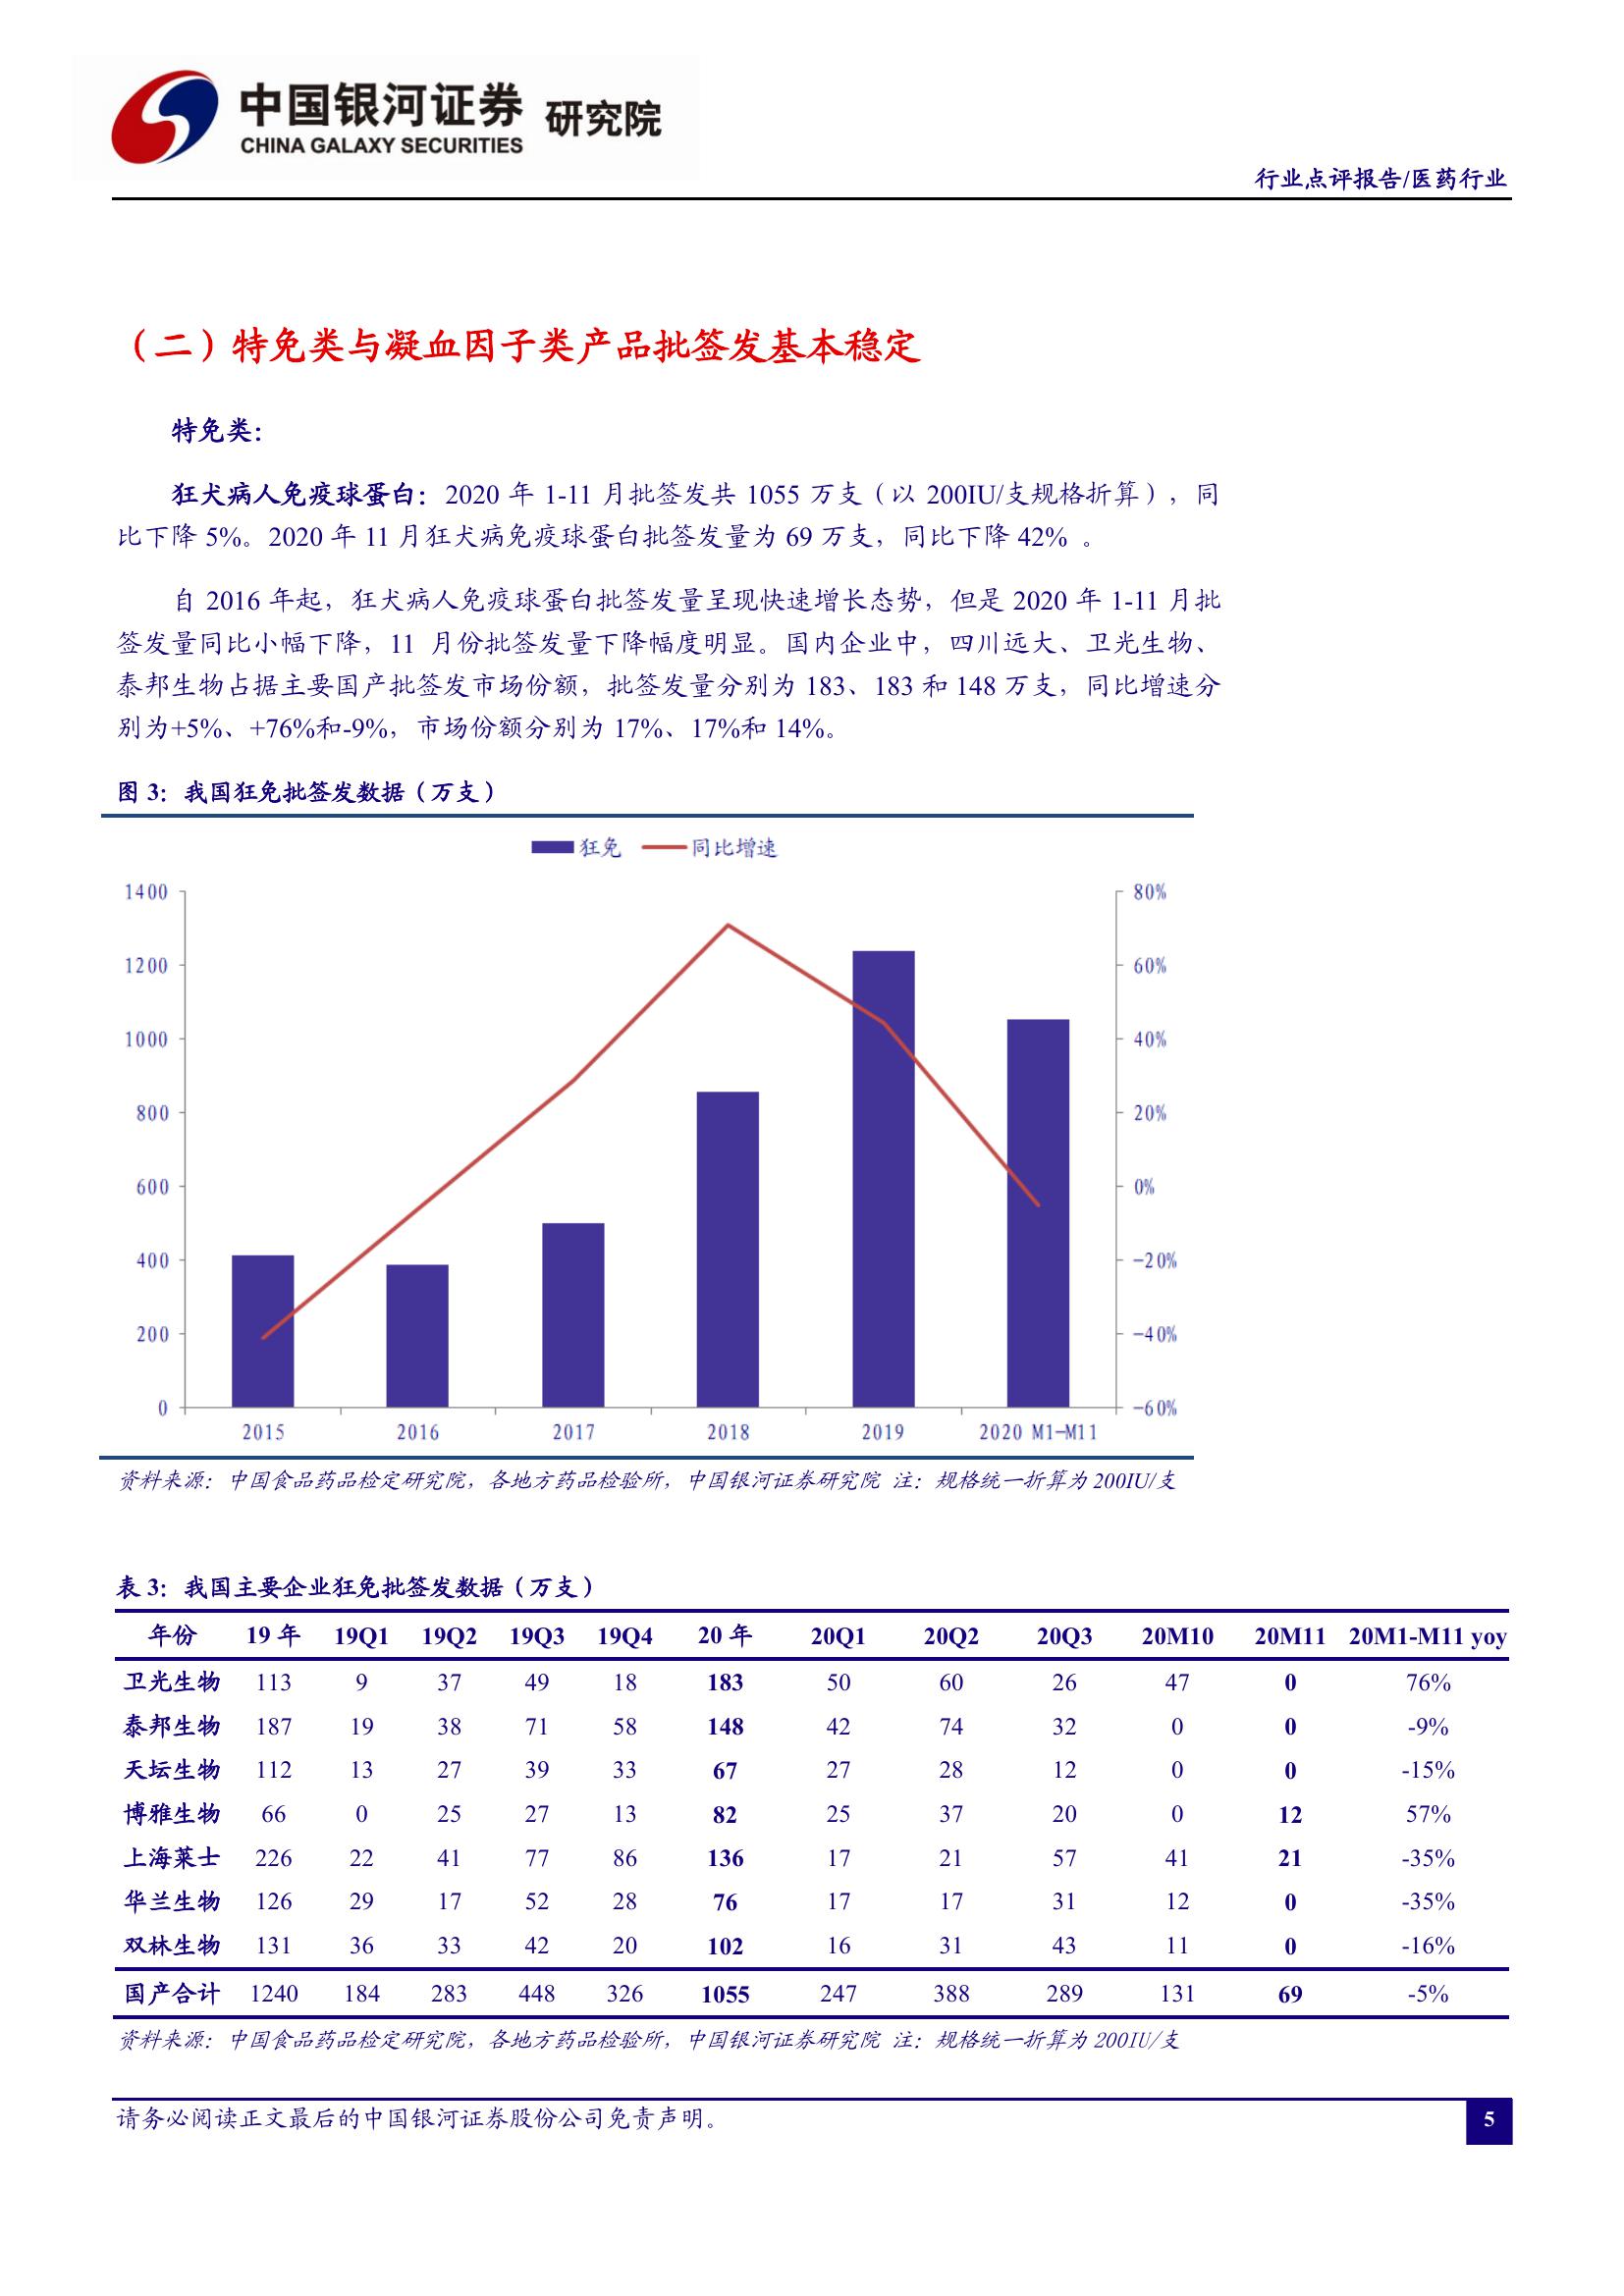 中国银河证券 研究院
CHINA GALAXY SECURITIES
行业点评报告/医药行业
（二）特免类与凝血因子类产品批签发基本稳定
特免类：
狂犬病人免疫球蛋白：2020 年 1-11 月批签发共 1055 万支（以 200IU/支规格折算），同
比下降 5%。2020 年 11 月狂犬病免疫球蛋白批签发量为 69 万支，同比下降 42% 。
自 2016 年起，狂犬病人免疫球蛋白批签发量呈现快速增长态势，但是 2020 年 1-11 月批
签发量同比小幅下降，11 月份批签发量下降幅度明显。国内企业中，四川远大、卫光生物、
泰邦生物占据主要国产批签发市场份额，批签发量分别为 183、183 和 148 万支，同比增速分
别为+5%、+76%和-9%，市场份额分别为 17%、17%和 14%。
图 3：我国狂免批签发数据（万支）
狂免 同比增速
1400 80%
1200 60%
1000 40%
800 20%
600 0%
400 -20%
200 -40%
0 -60%
2015 2016 2017 2018 2019 2020 M1-M11
资料来源：中国食品药品检定研究院，各地方药品检验所，中国银河证券研究院 注：规格统一折算为 200IU/支
表 3：我国主要企业狂免批签发数据（万支）
年份 19 年 19Q1 19Q2 19Q3 19Q4 20 年 20Q1 20Q2 20Q3 20M10 20M11 20M1-M11 yoy
卫光生物 113 9 37 49 18 183 50 60 26 47 0 76%
泰邦生物 187 19 38 71 58 148 42 74 32 0 0 -9%
天坛生物 112 13 27 39 33 67 27 28 12 0 0 -15%
博雅生物 66 0 25 27 13 82 25 37 20 0 12 57%
上海莱士 226 22 41 77 86 136 17 21 57 41 21 -35%
华兰生物 126 29 17 52 28 76 17 17 31 12 0 -35%
双林生物 131 36 33 42 20 102 16 31 43 11 0 -16%
国产合计 1240 184 283 448 326 1055 247 388 289 131 69 -5%
资料来源：中国食品药品检定研究院，各地方药品检验所，中国银河证券研究院 注：规格统一折算为 200IU/支
请务必阅读正文最后的中国银河证券股份公司免责声明。
5